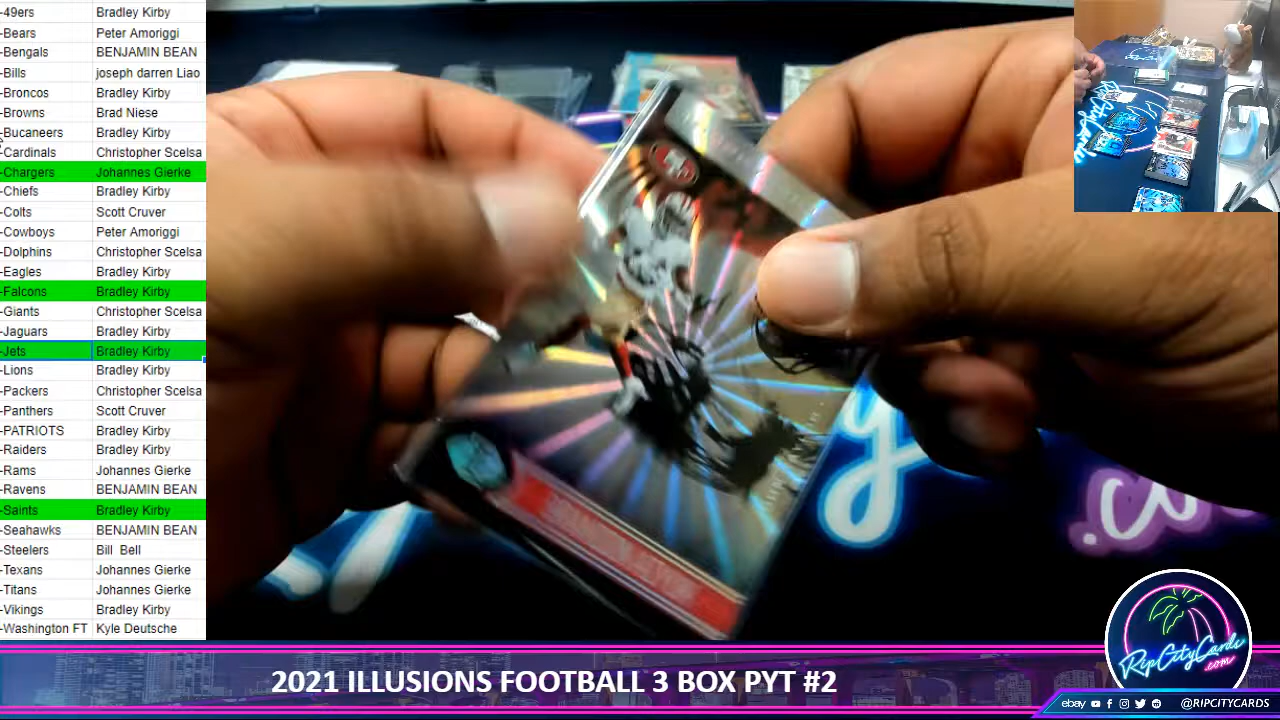 -49ers Bradley Kirby
-Bears Peter Amoriggi
-Bengals BENJAMIN BEAN
-Bills joseph darren Liao
-Broncos Bradley Kirby
-Browns Brad Niese
-Bucaneers Bradley Kirby
-Cardinals Christopher Scelsa
-Chargers Johannes Gierke
-Chiefs Bradley Kirby
-Colts Scott Cruver
-Cowboys Peter Amoriggi
-Dolphins Christopher Scelsa
-Eagles Bradley Kirby
-Falcons Bradley Kirby
-Giants Christopher Scelsa
-Jaguars Bradley Kirby
-Jets Bradley Kirby
-Lions Bradley Kirby
-Packers Christopher Scelsa
-Panthers Scott Cruver
-PATRIOTS Bradley Kirby
-Raiders Bradley Kirby
-Rams Johannes Gierke
-Ravens BENJAMIN BEAN
-Saints Bradley Kirby
-Seahawks BENJAMIN BEAN
-Steelers Bill Bell
-Texans Johannes Gierke
-Titans Johannes Gierke
-Vikings Bradley Kirby
-Washington FT Kyle Deutsche
2021 ILLUSIONS FOOTBALL 3 BOX PYT #2
RipCityCards
.com
ebay @RIPCITYCARDS